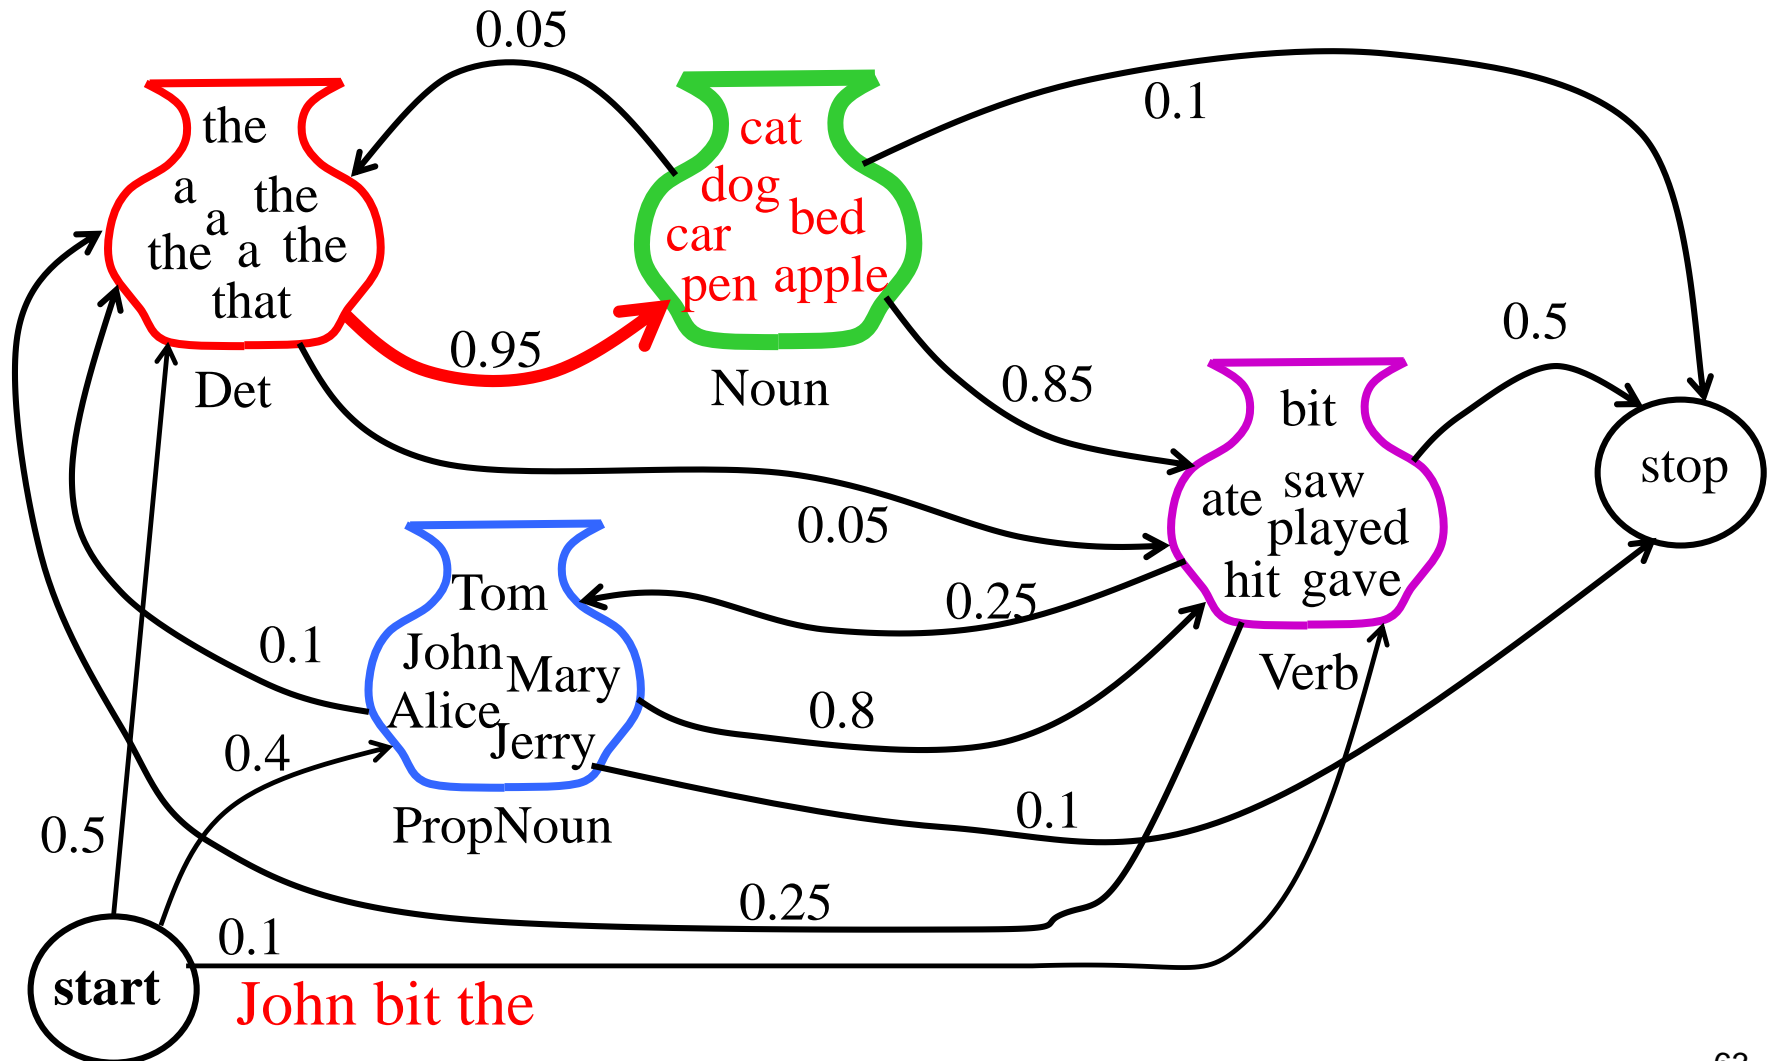 0.05
0.1
the
a the
a
the a the
that
cat
dog
bed
car
pen apple
0.95
Det
Noun
0.85
0.5
bit
saw
ate
played
hit gave
stop
0.05
Verb
0.25
Tom
John
Mary
Alice
Jerry
PropNoun
0.1
0.8
0.4
0.1
0.5
0.25
0.1
start
John bit the